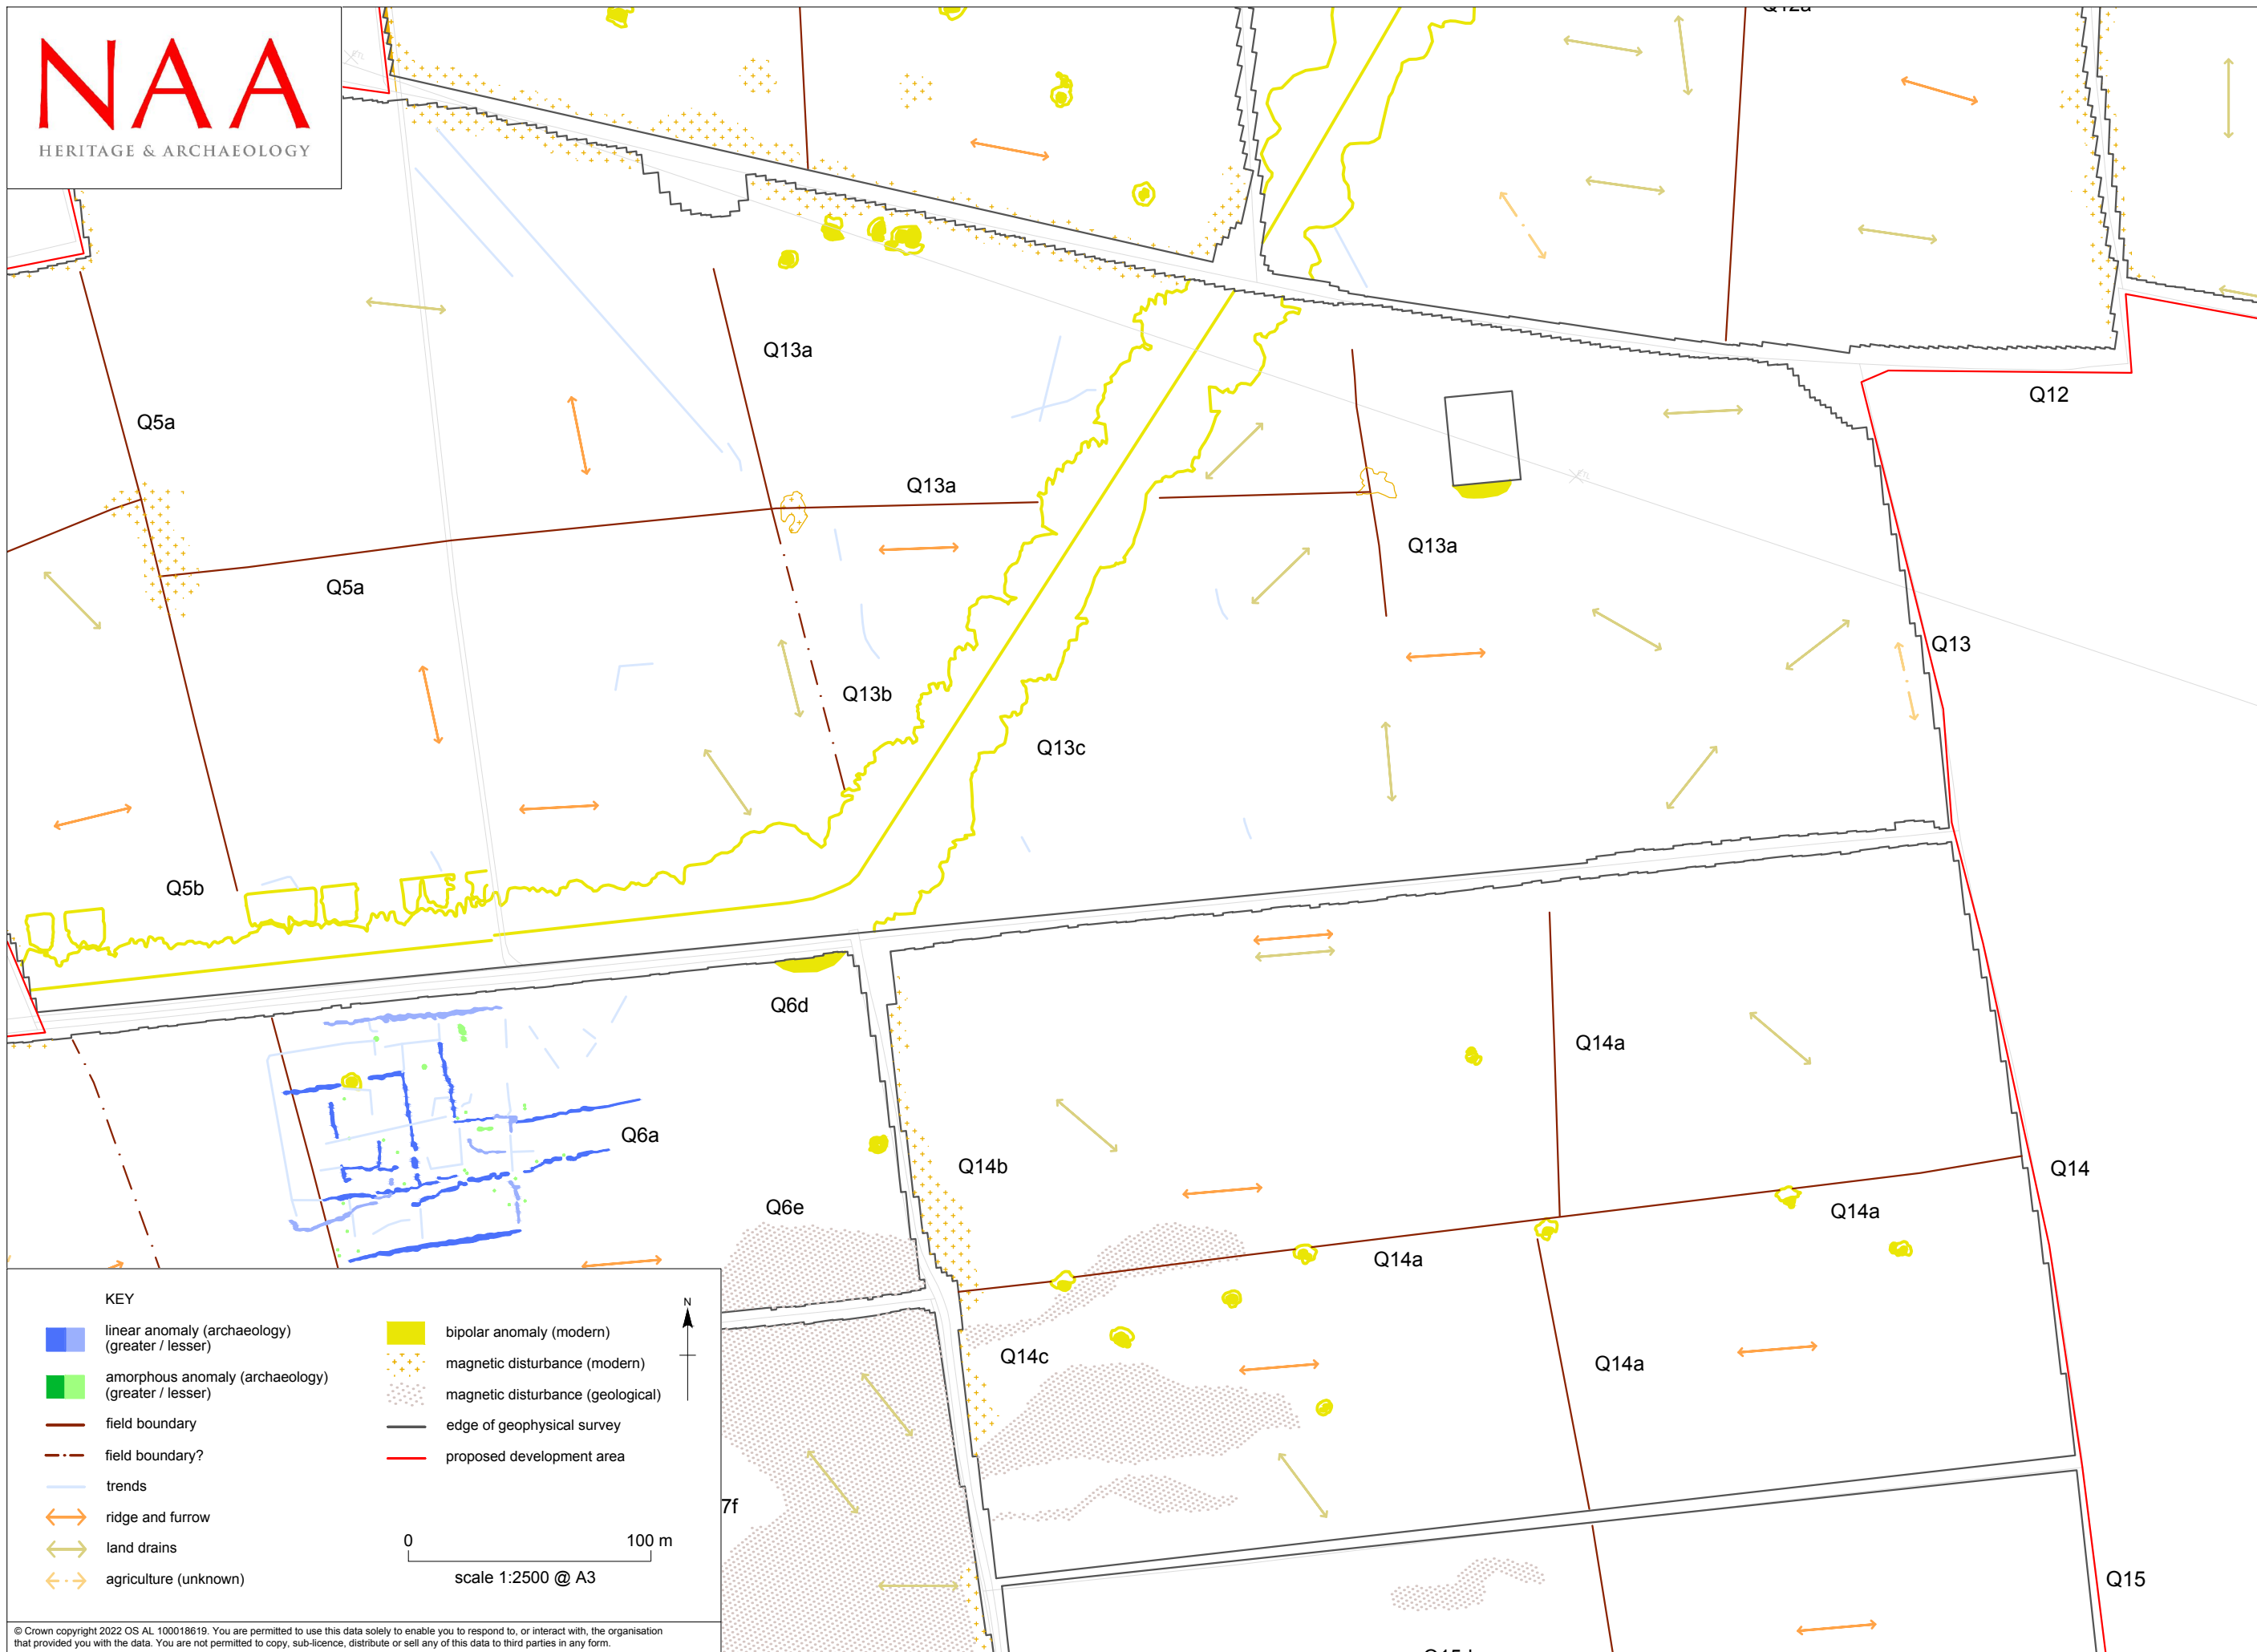 NAA
HERITAGE & ARCHAEOLOGY
Q12a
Q13a
Q12
Q5a
Q13a
Q13a
Q5a
Q13
Q13b
Q13c
Q5b
Q6d
Q14a
Q6a
Q14b
Q14
Q6e
Q14a
Q14a
Q14c
Q14a
7f
Q15
KEY
linear anomaly (archaeology)
(greater / lesser)
amorphous anomaly (archaeology)
(greater / lesser)
field boundary
field boundary?
trends
ridge and furrow
land drains
agriculture (unknown)
bipolar anomaly (modern)
magnetic disturbance (modern)
magnetic disturbance (geological)
edge of geophysical survey
proposed development area
N
0 100 m
scale 1:2500 @ A3
© Crown copyright 2022 OS AL 100018619. You are permitted to use this data solely to enable you to respond to, or interact with, the organisation
that provided you with the data. You are not permitted to copy, sub-licence, distribute or sell any of this data to third parties in any form.